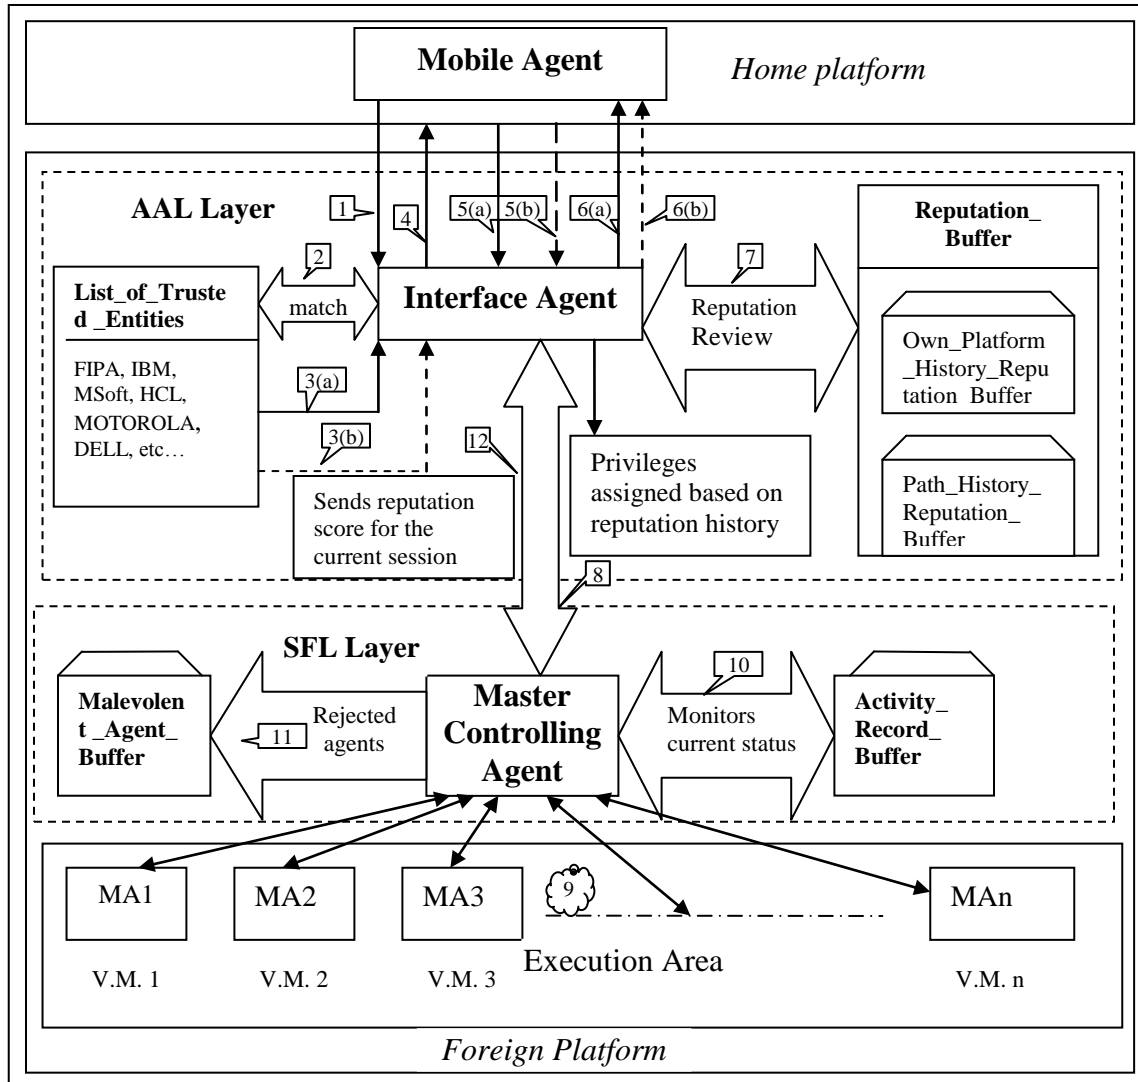 Mobile Agent
Home platform
AAL Layer
1
4
5(a)
5(b)
6(a)
6(b)
Reputation_
Buffer
2
match
List_of_Truste
d _Entities
FIPA, IBM,
MSoft, HCL,
MOTOROLA,
DELL, etc…
Interface Agent
7
Reputation
Review
Own_Platform
_History_Repu
tation_Buffer
3(a)
3(b)
12
Sends reputation
score for the
current session
Privileges
assigned based on
reputation history
Path_History_
Reputation_
Buffer
8
SFL Layer
Malevolen
t _Agent_
Buffer
11
Rejected
agents
Master
Controlling
Agent
10
Monitors
current status
Activity_
Record_
Buffer
MA1
MA2
MA3
9
MAn
Execution Area
V.M. 1
V.M. 2
V.M. 3
V.M. n
Foreign Platform